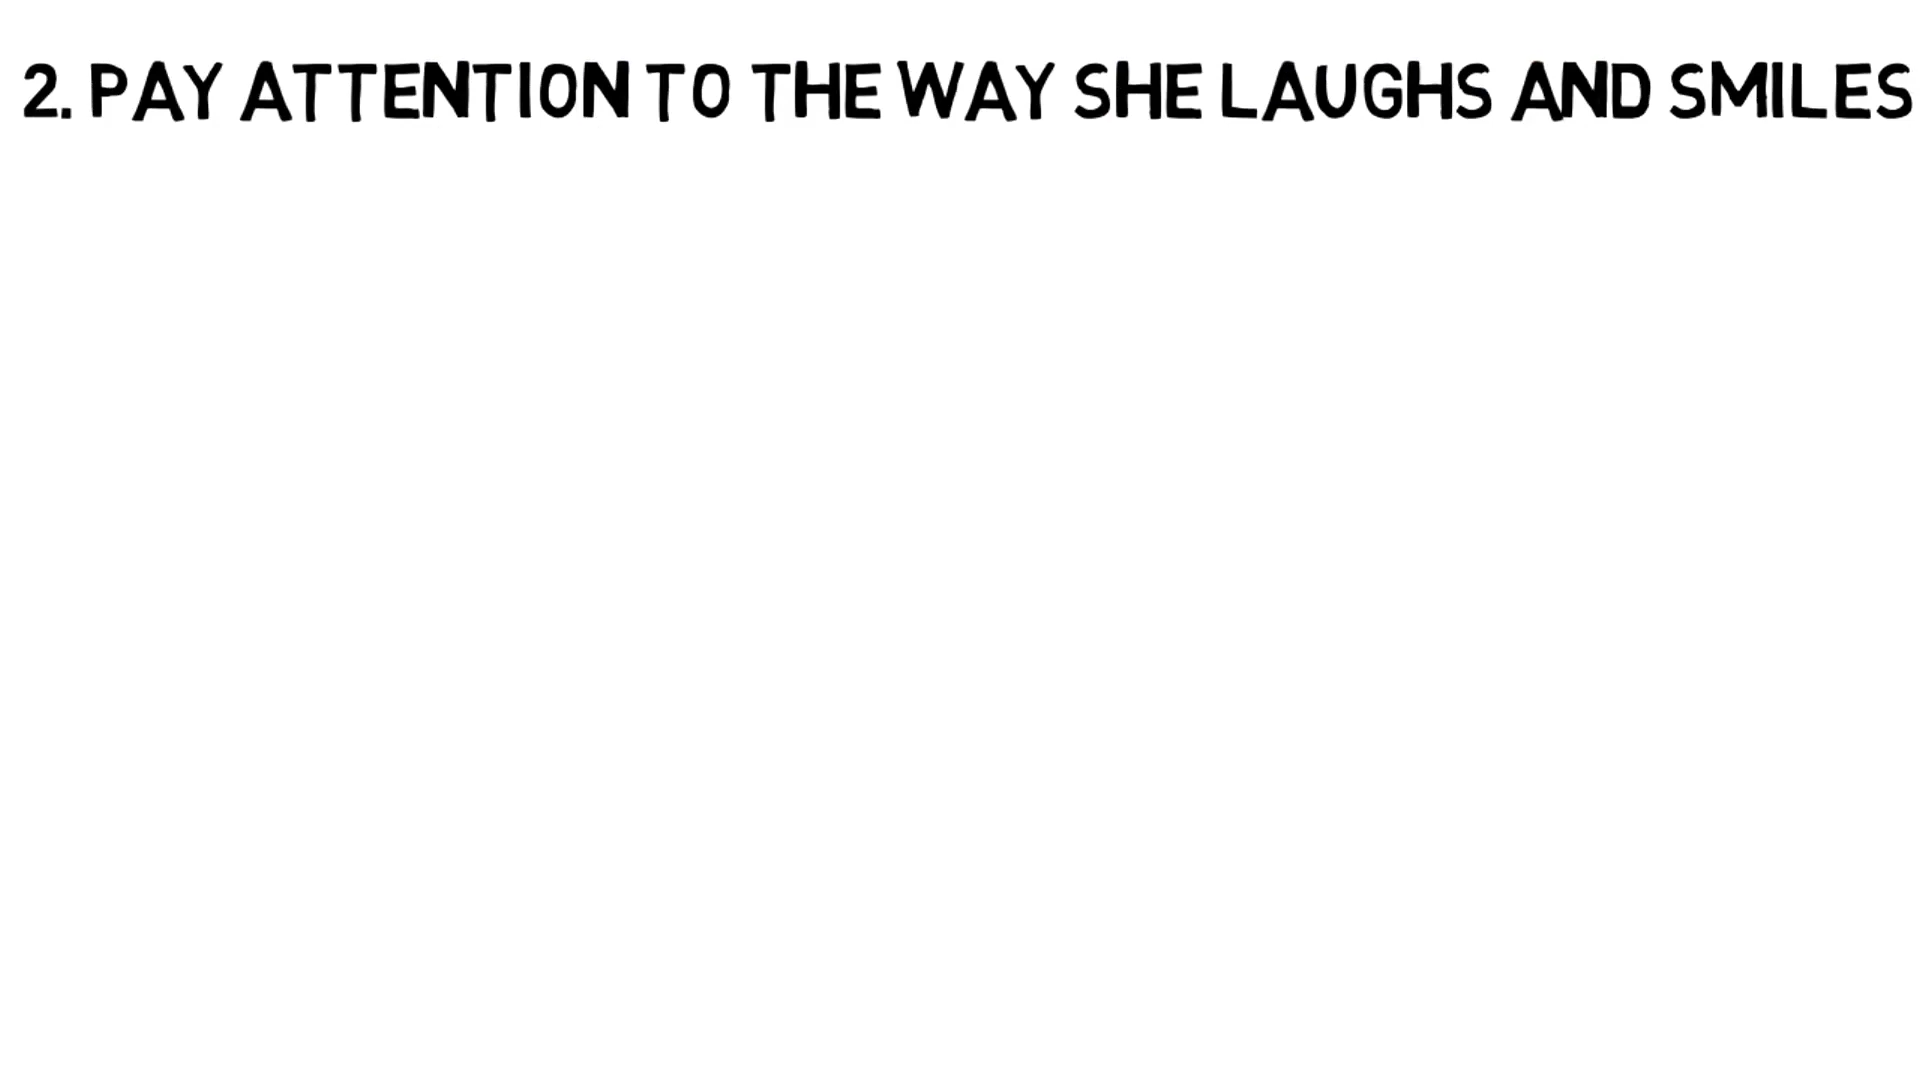 2. PAY ATTENTION TO THE WAY SHE LAUGHS AND SMILES